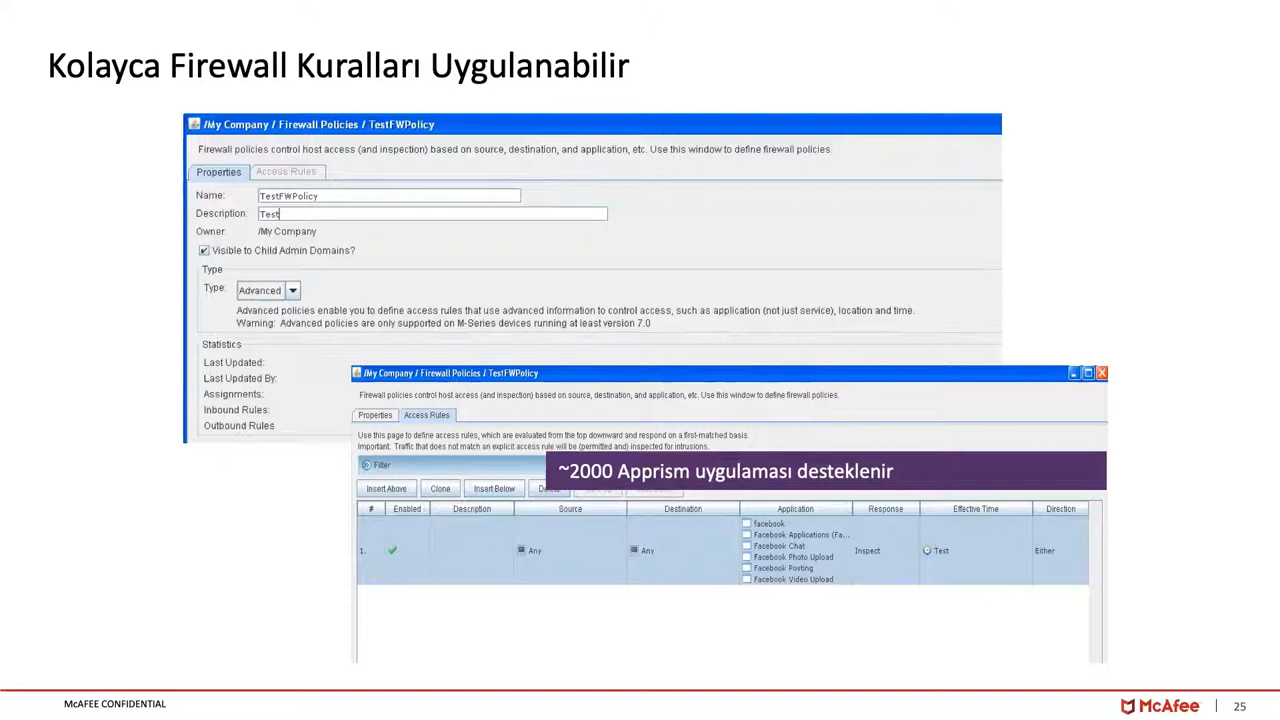 Kolayca Firewall Kuralları Uygulanabilir
/My Company / Firewall Policies / TestFWPolicy
Firewall policies control host access (and inspection) based on source, destination, and application, etc. Use this window to define firewall policies.
Properties Access Rules
Name: TestFWPolicy
Description: Test
Owner: /My Company
Visible to Child Admin Domains?
Type
Type: Advanced
Advanced policies enable you to define access rules that use advanced information to control access, such as application (not just service), location and time.
Warning: Advanced policies are only supported on M-Series devices running at least version 7.0
Statistics
Last Updated:
Last Updated By:
Assignments:
Inbound Rules:
Outbound Rules
/My Company / Firewall Policies / TestFWPolicy
Firewall policies control host access (and inspection) based on source, destination, and application, etc. Use this window to define firewall policies.
Properties Access Rules
Use this page to define access rules, which are evaluated from the top downward and respond on a first-matched basis.
Important: Traffic that does not match an explicit access rule will be (permitted and) inspected for intrusions.
Filter
~2000 Apprism uygulaması desteklenir
Insert Above Clone Insert Below
# Enabled Description Source Destination Application Response Effective Time Direction
facebook
Facebook Applications (Fa...
Facebook Chat
1. Any Any Facebook Photo Upload Inspect Test Either
Facebook Posting
Facebook Video Upload
McAFEE CONFIDENTIAL
McAfee 25